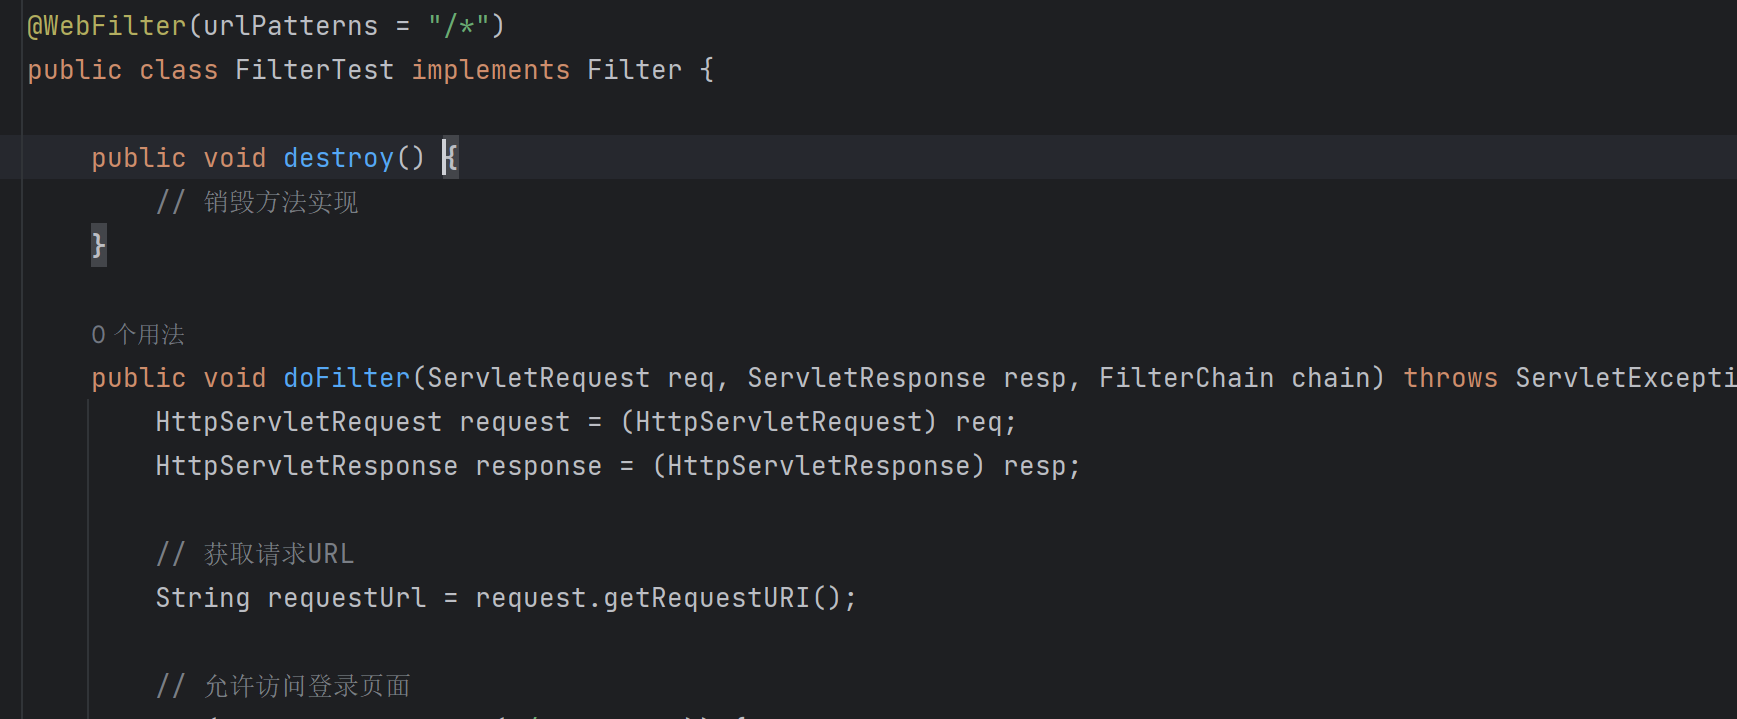 @WebFilter(urlPatterns = "/*")
public class FilterTest implements Filter {
public void destroy() {
// 销毁方法实现
}
0 个用法
public void doFilter(ServletRequest req, ServletResponse resp, FilterChain chain) throws ServletExcepti
HttpServletRequest request = (HttpServletRequest) req;
HttpServletResponse response = (HttpServletResponse) resp;
// 获取请求URL
String requestUrl = request.getRequestURI();
// 允许访问登录页面